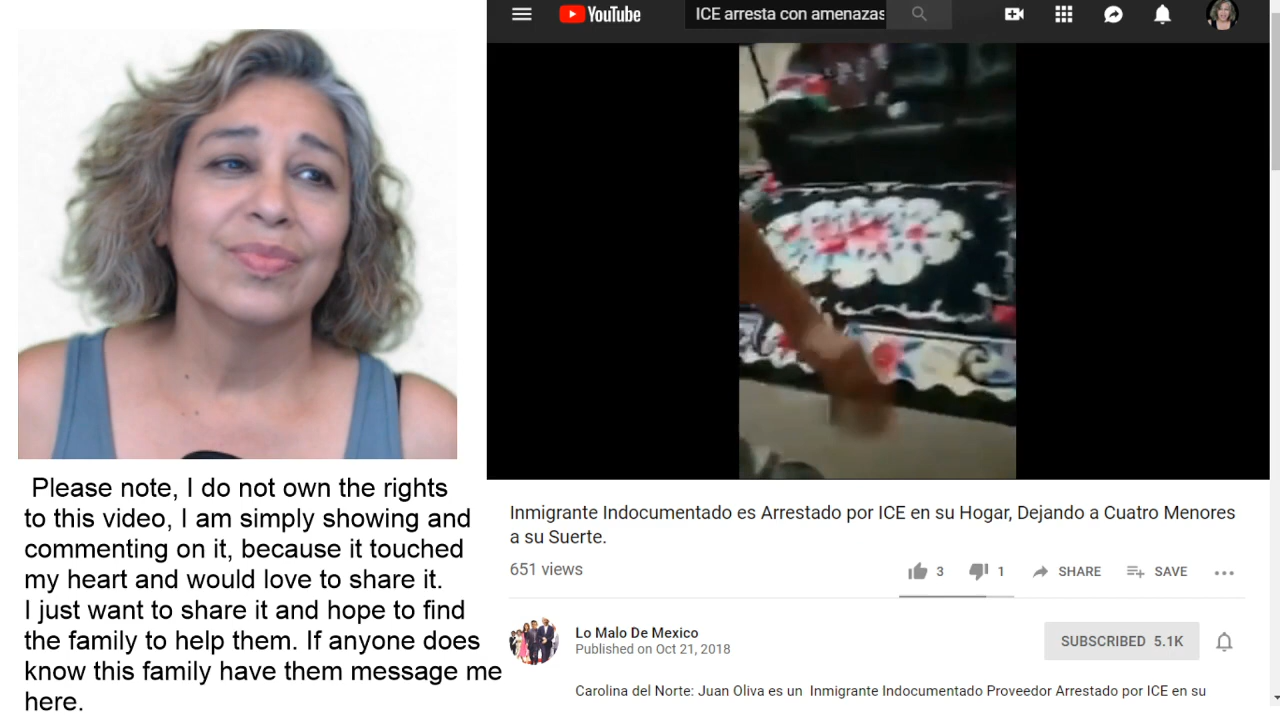 YouTube
ICE arresta con amenazas
Please note, I do not own the rights
to this video, I am simply showing and
commenting on it, because it touched
my heart and would love to share it.
I just want to share it and hope to find
the family to help them. If anyone does
know this family have them message me
here.
Inmigrante Indocumentado es Arrestado por ICE en su Hogar, Dejando a Cuatro Menores
a su Suerte.
651 views
3
1
SHARE
SAVE
Lo Malo De Mexico
Published on Oct 21, 2018
SUBSCRIBED 5.1K
Carolina del Norte: Juan Oliva es un Inmigrante Indocumentado Proveedor Arrestado por ICE en su